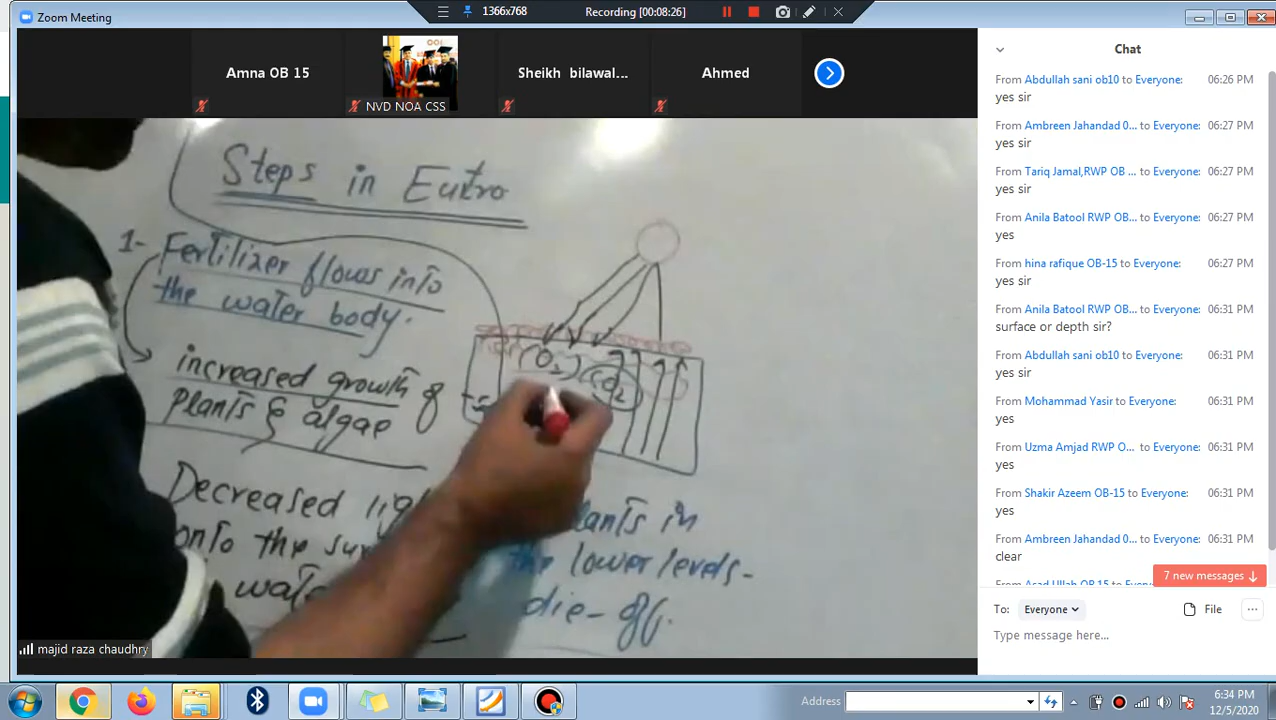 Zoom Meeting
1366x768
Recording [00:08:26]
Amna OB 15
NVD NOA CSS
Sheikh bilawal...
Ahmed
Steps in Eutro
1- Fertilizer flows into
the water body.
increased growth of
plants & algae
Decreased
onto the
O2
CO2
in
the lower levels-
die-off.
majid raza chaudhry
Chat
From Abdullah sani ob10 to Everyone: 06:26 PM
yes sir
From Ambreen Jahandad 0... to Everyone: 06:27 PM
yes sir
From Tariq Jamal,RWP OB ... to Everyone: 06:27 PM
yes sir
From Anila Batool RWP OB... to Everyone: 06:27 PM
yes
From hina rafique OB-15 to Everyone: 06:27 PM
yes sir
From Anila Batool RWP OB... to Everyone: 06:27 PM
surface or depth sir?
From Abdullah sani ob10 to Everyone: 06:31 PM
yes sir
From Mohammad Yasir to Everyone: 06:31 PM
yes
From Uzma Amjad RWP O... to Everyone: 06:31 PM
yes
From Shakir Azeem OB-15 to Everyone: 06:31 PM
yes
From Ambreen Jahandad 0... to Everyone: 06:31 PM
clear
7 new messages
To: Everyone
File
Type message here...
Address
6:34 PM
12/5/2020